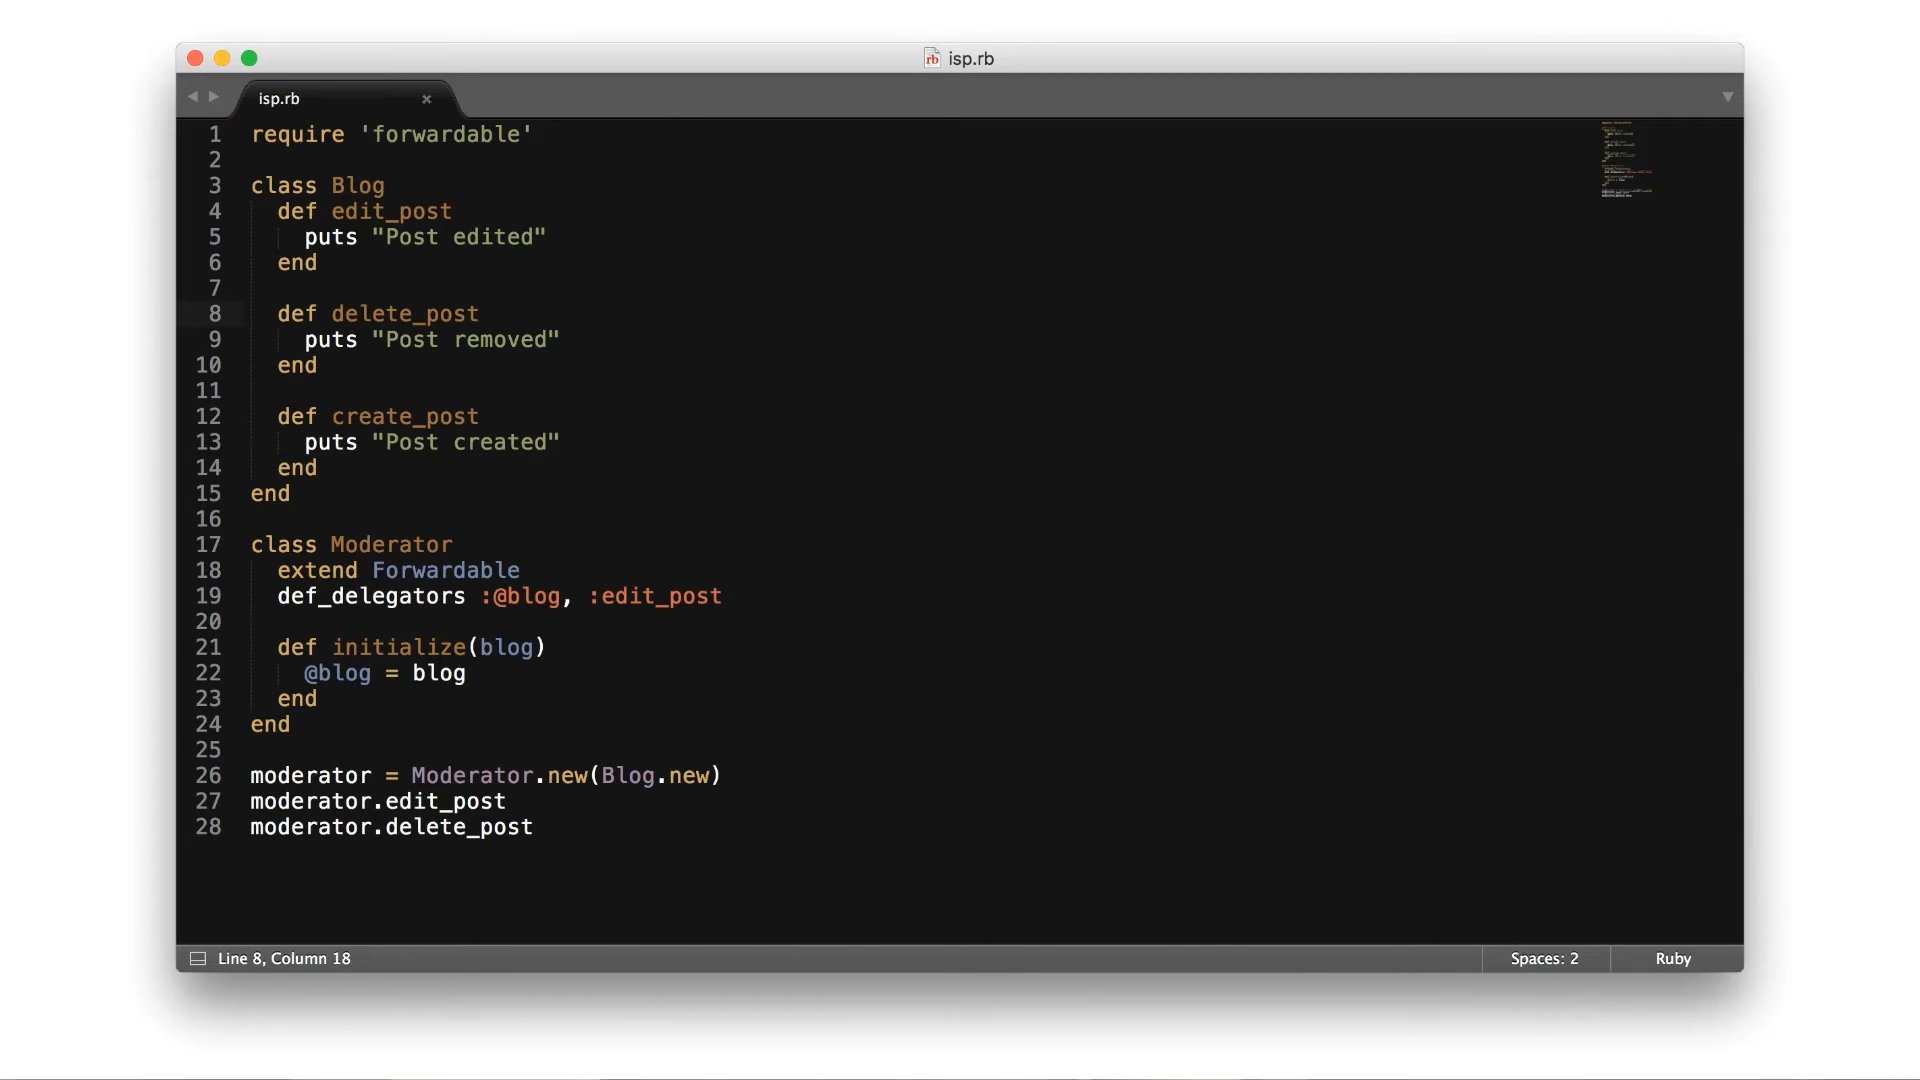 isp.rb
isp.rb ×
1 require 'forwardable'
2
3 class Blog
4   def edit_post
5     puts "Post edited"
6   end
7
8   def delete_post
9     puts "Post removed"
10   end
11
12   def create_post
13     puts "Post created"
14   end
15 end
16
17 class Moderator
18   extend Forwardable
19   def_delegators :@blog, :edit_post
20
21   def initialize(blog)
22     @blog = blog
23   end
24 end
25
26 moderator = Moderator.new(Blog.new)
27 moderator.edit_post
28 moderator.delete_post
Line 8, Column 18 Spaces: 2 Ruby